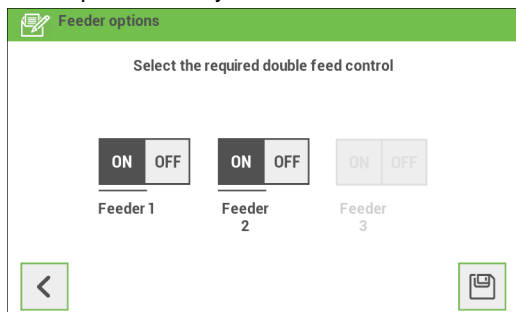 Feeder options
Select the required double feed control
ON OFF ON OFF ON OFF
Feeder 1 Feeder Feeder
2 3